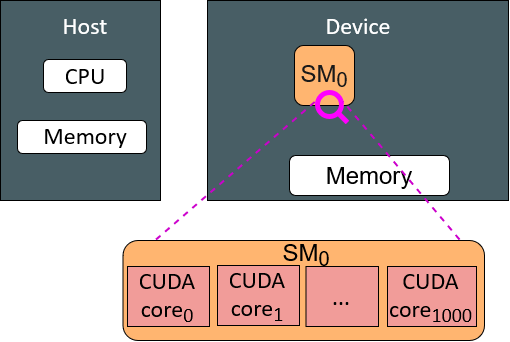 Host
CPU
Memory
Device
SM₀
Memory
SM₀
CUDA
core₀
CUDA
core₁
...
CUDA
core₁₀₀₀